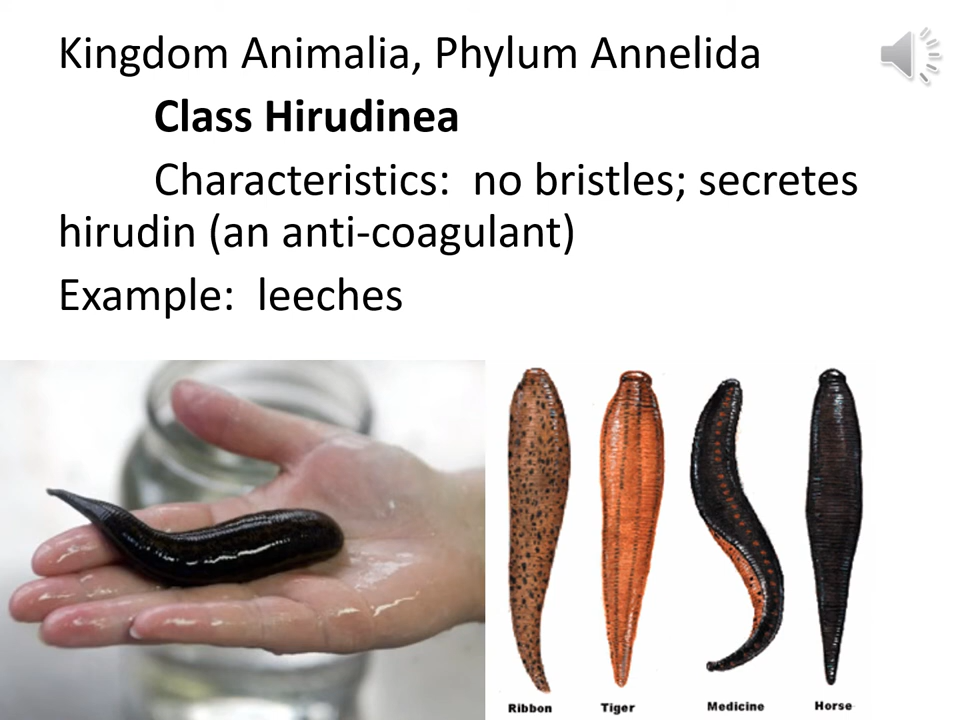 Kingdom Animalia, Phylum Annelida
Class Hirudinea
Characteristics:  no bristles; secretes
hirudin (an anti-coagulant)
Example:  leeches
Ribbon Tiger Medicine Horse